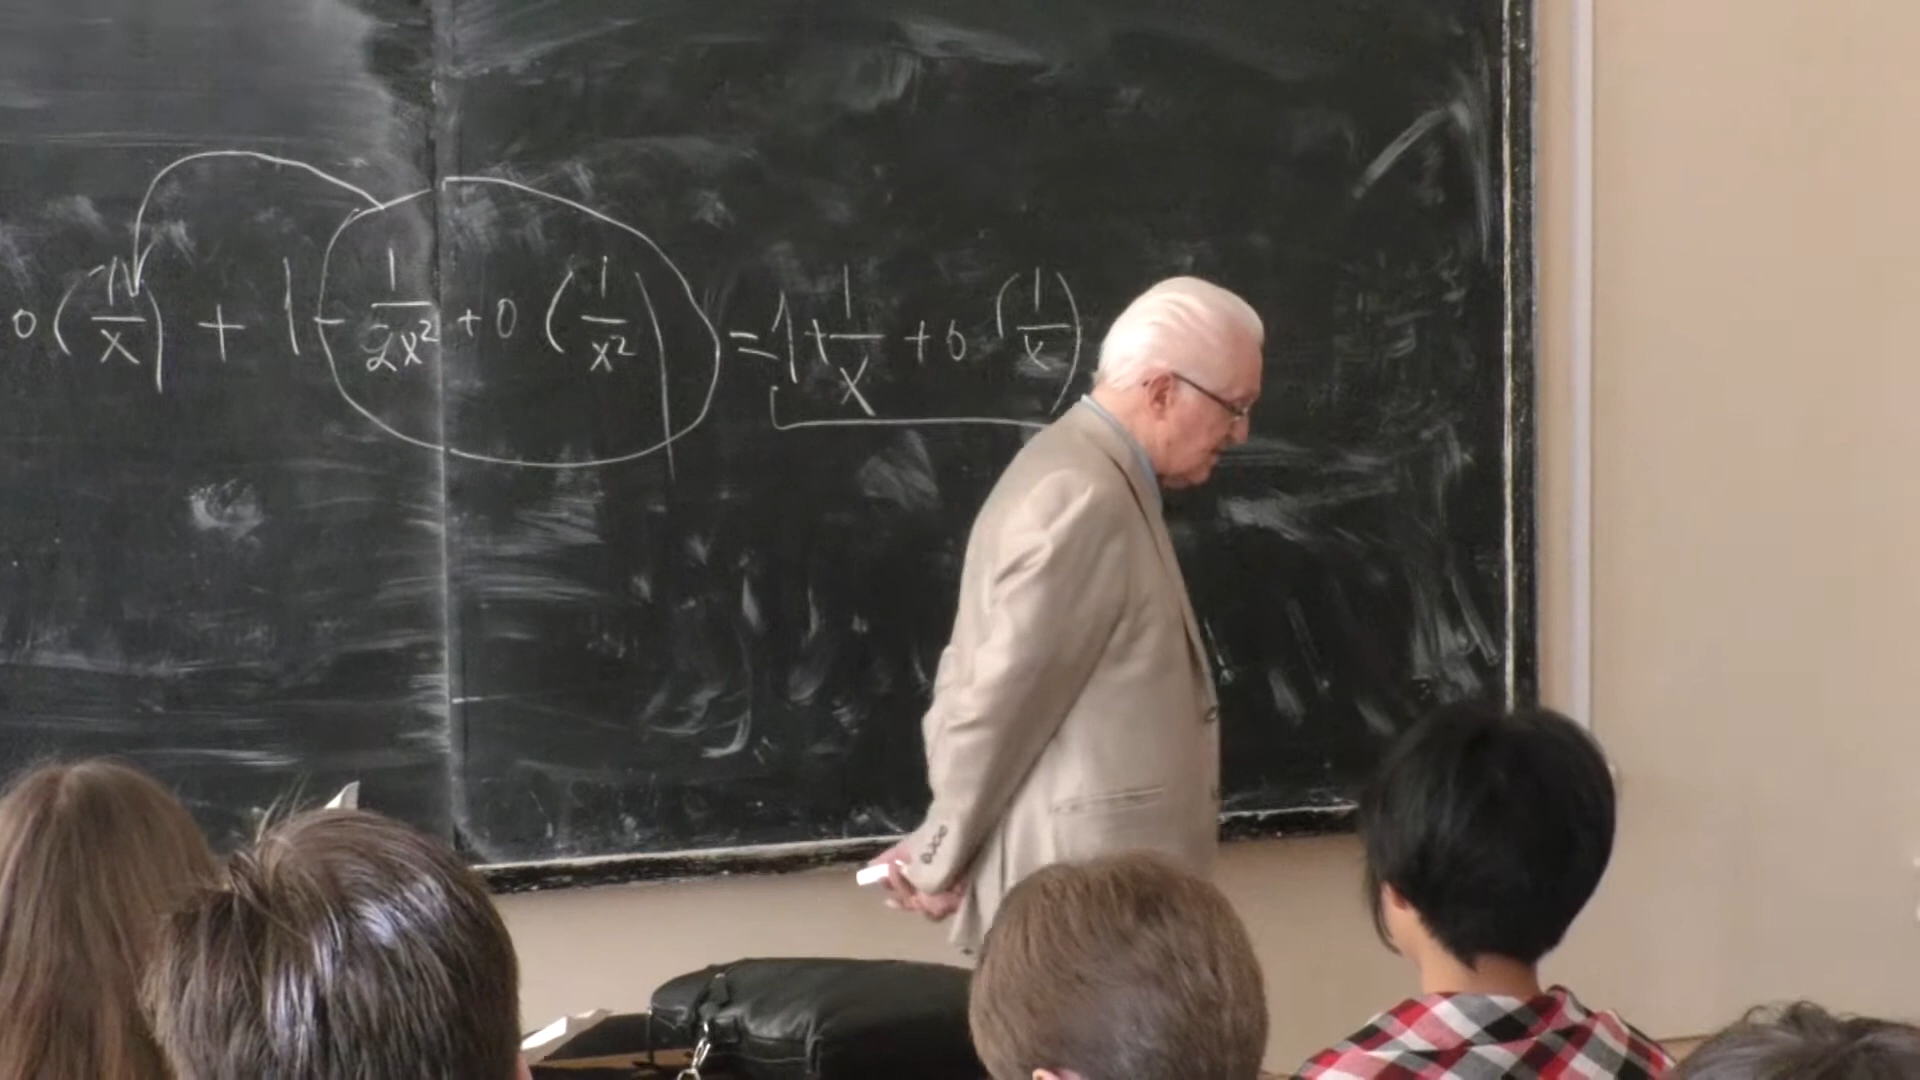 o(1/x) + 1 - 1/2x² + o(1/x²) = 1 + 1/x + o(1/x)